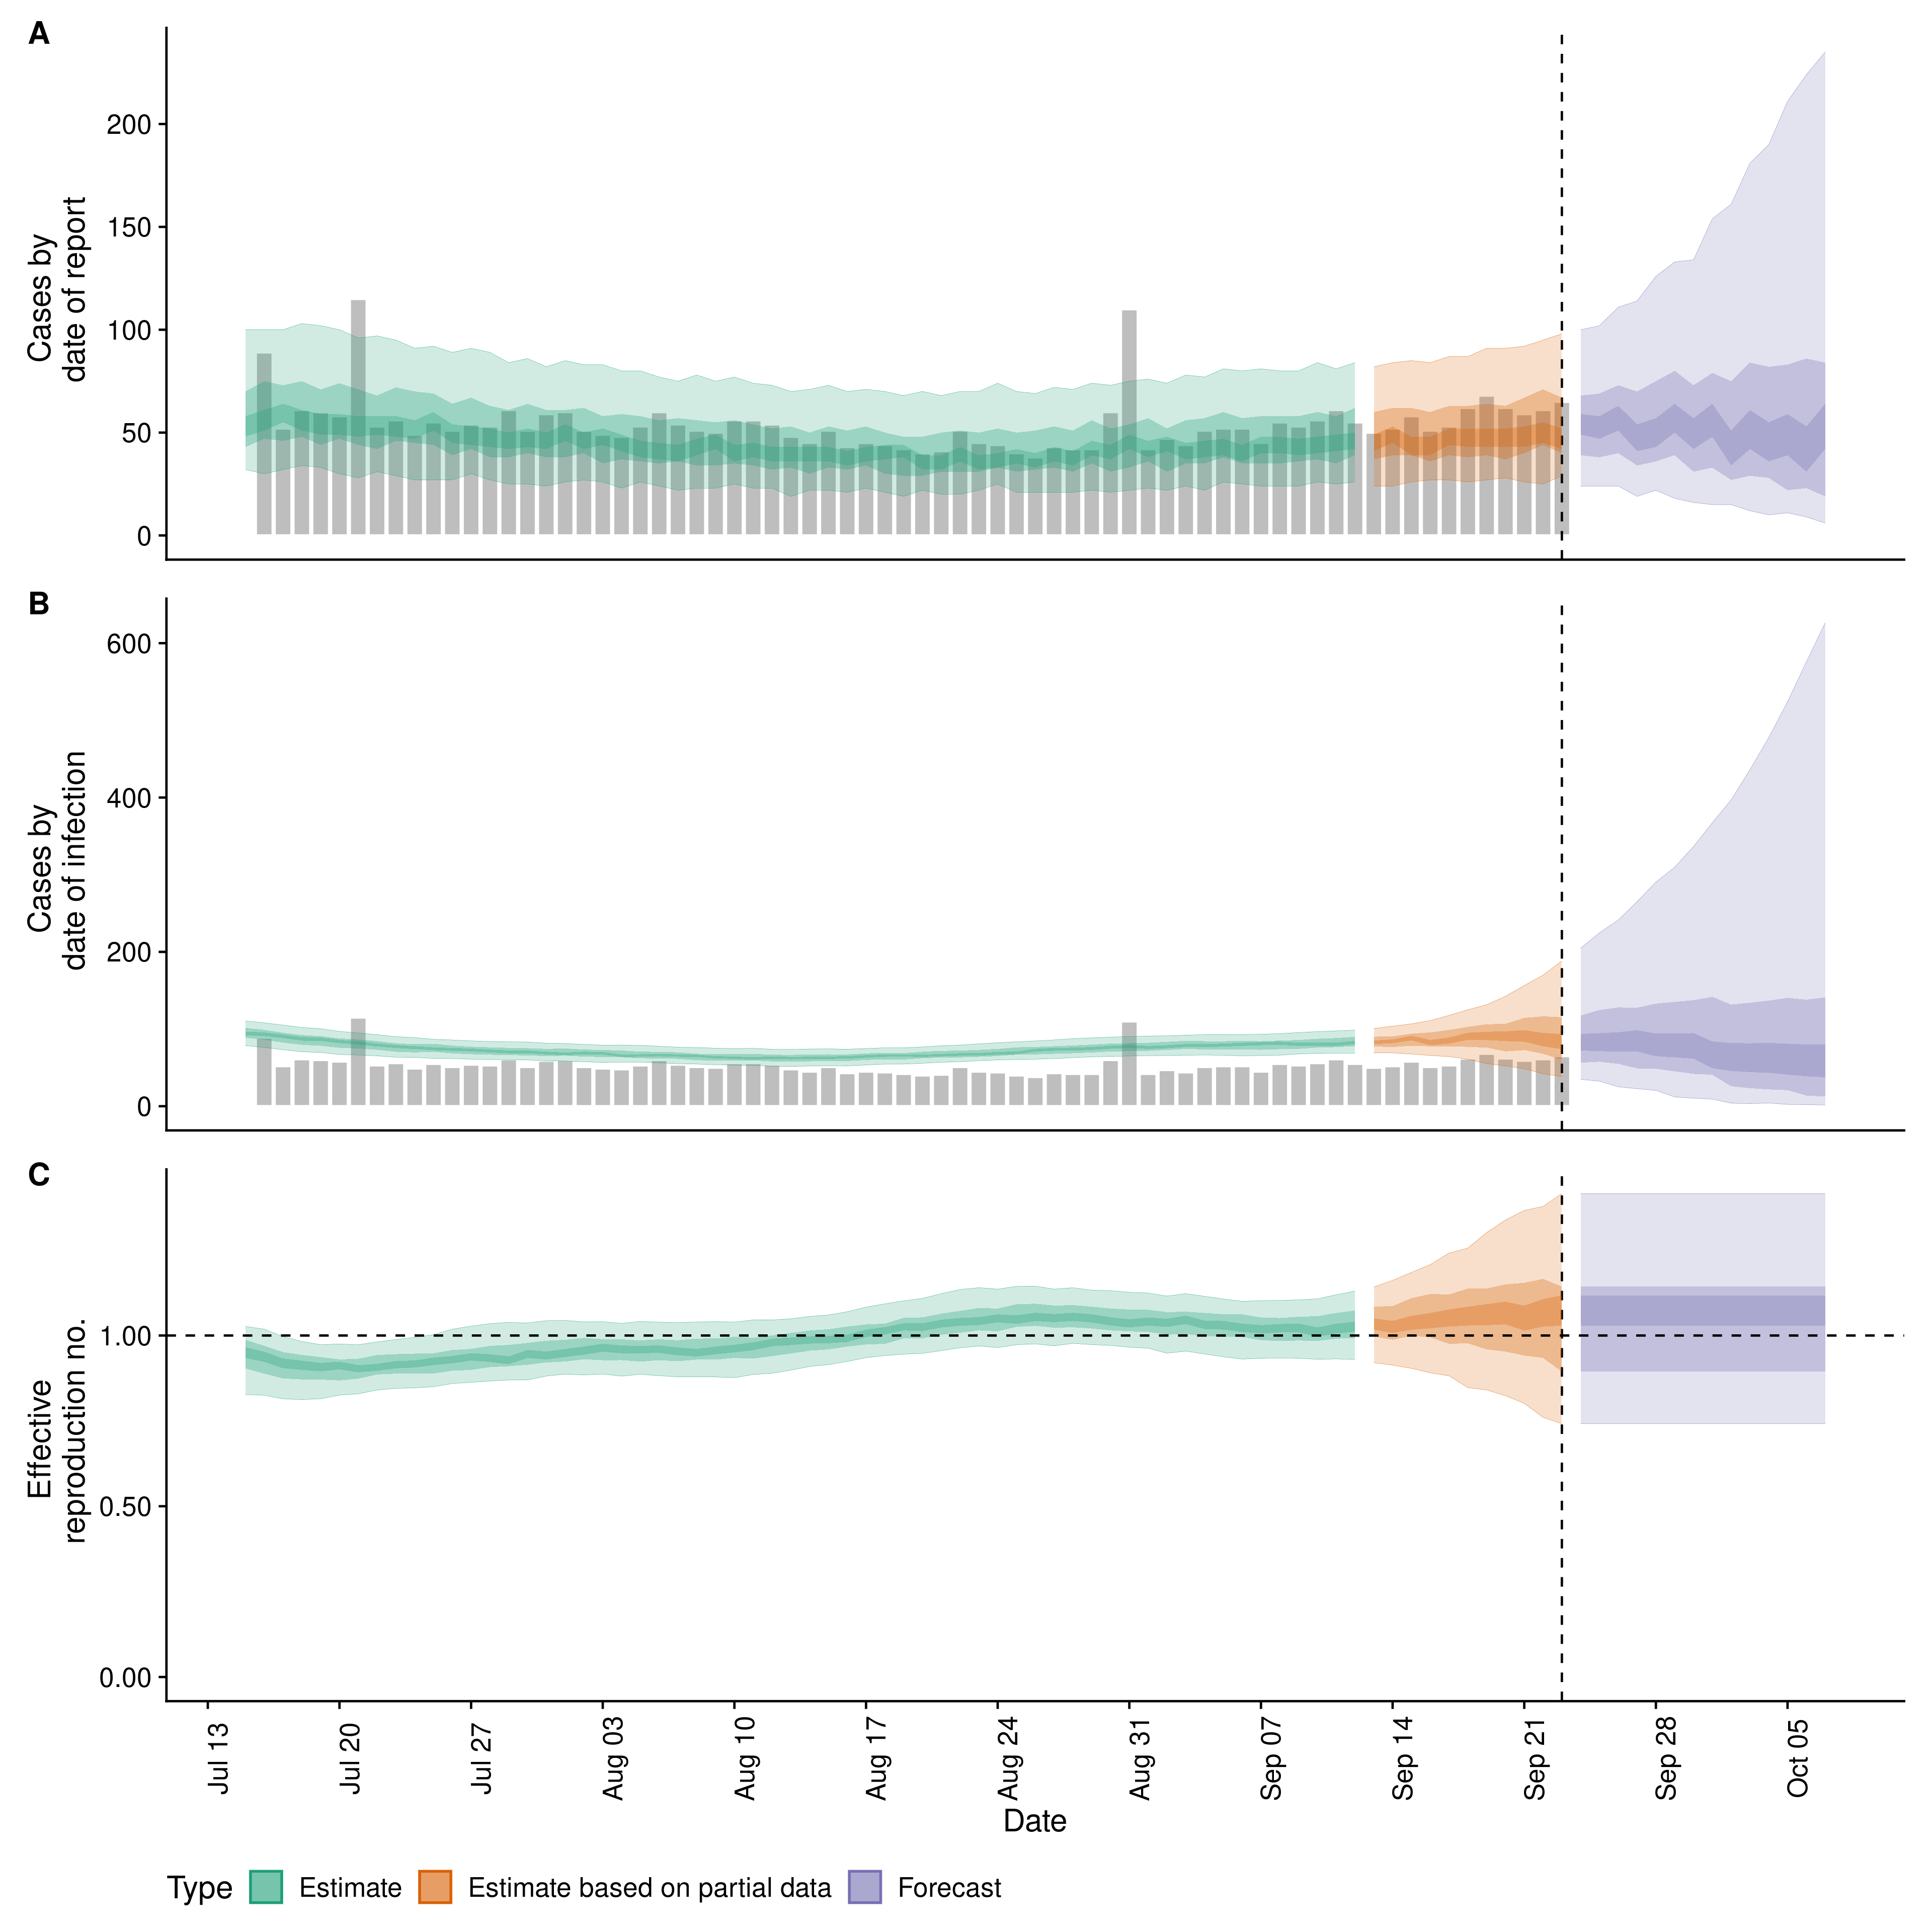 A
Cases by
date of report
200
150
100
50
0
B
Cases by
date of infection
600
400
200
0
C
Effective
reproduction no.
1.00
0.50
0.00
Jul 13
Jul 20
Jul 27
Aug 03
Aug 10
Aug 17
Aug 24
Aug 31
Sep 07
Sep 14
Sep 21
Sep 28
Oct 05
Date
Type Estimate Estimate based on partial data Forecast